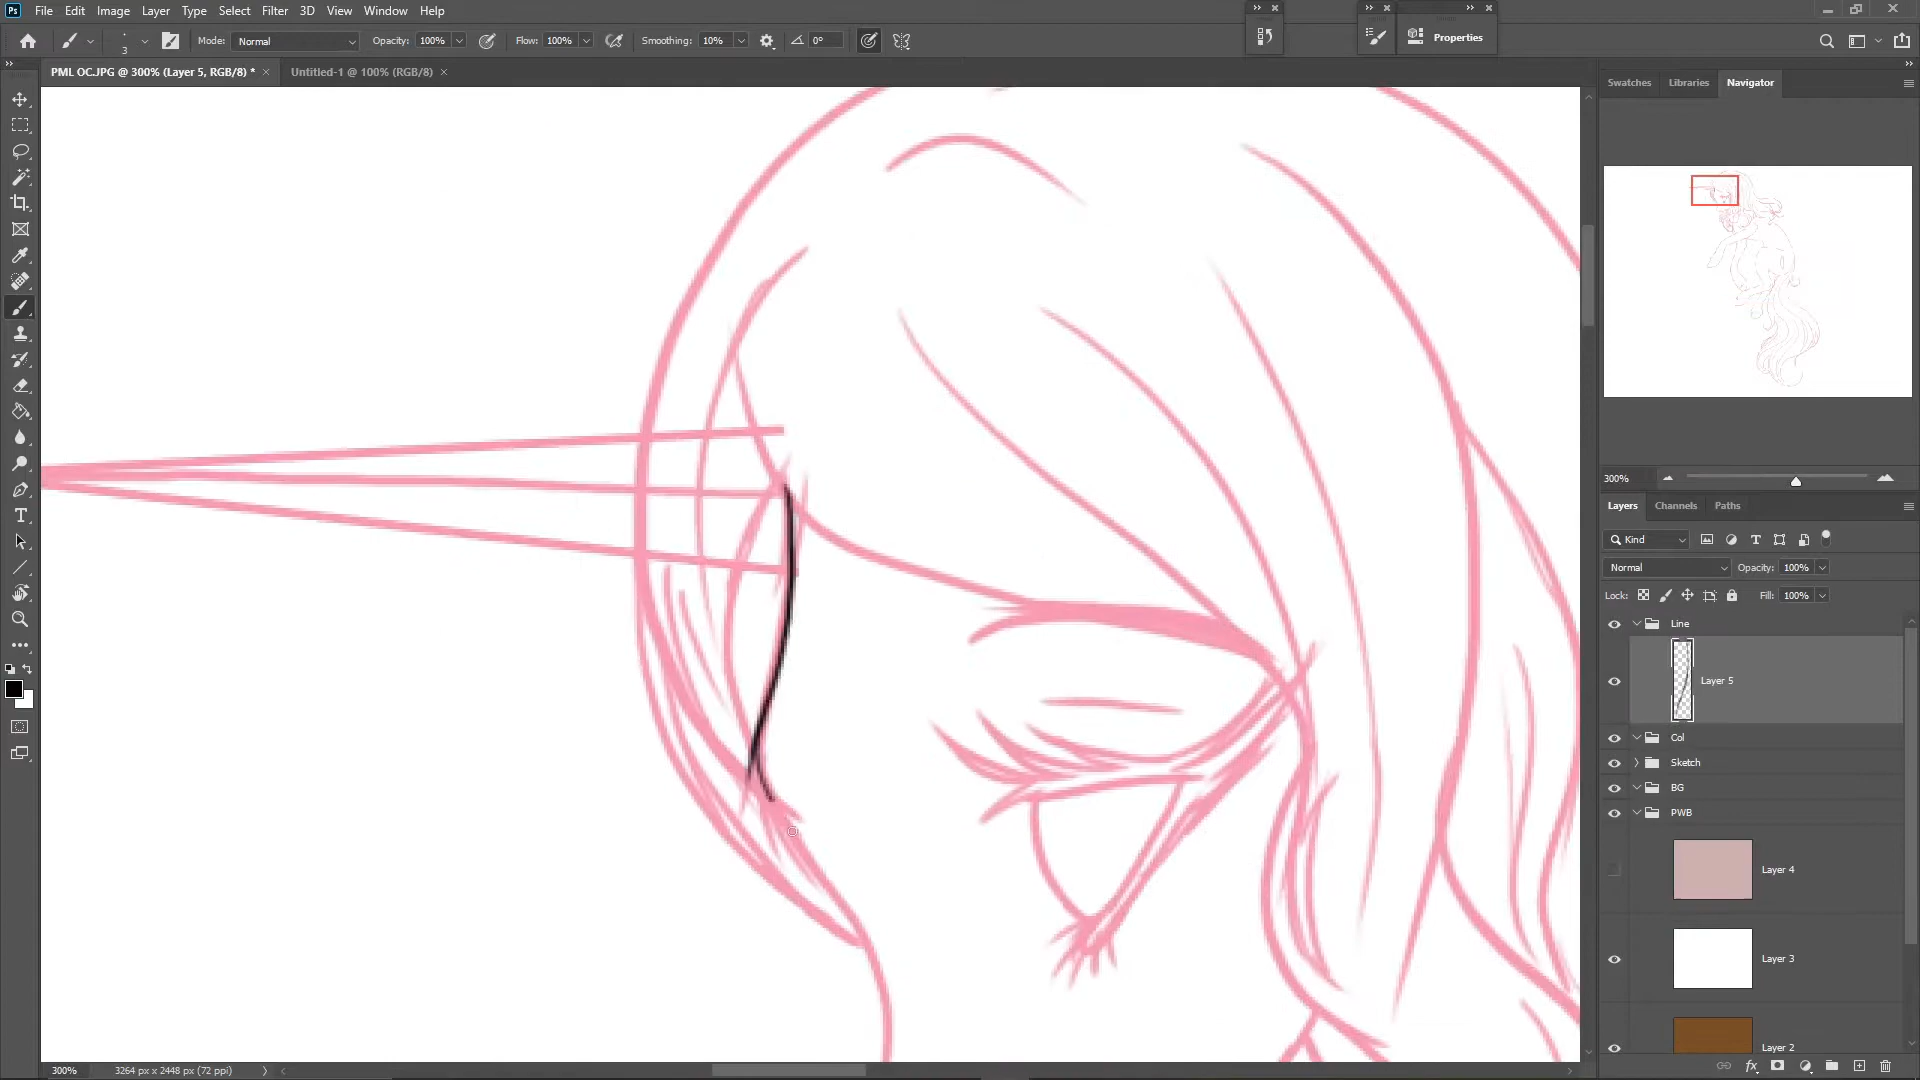 Ps File Edit Image Layer Type Select Filter 3D View Window Help
3 Mode: Normal Opacity: 100% Flow: 100% Smoothing: 10% 0° Properties
PML OC.JPG @ 300% (Layer 5, RGB/8) * × Untitled-1 @ 100% (RGB/8) ×
Swatches Libraries Navigator
300%
Layers Channels Paths
Kind
Normal Opacity: 100%
Lock: Fill: 100%
Line
Layer 5
Col
Sketch
BG
PWB
Layer 4
Layer 3
Layer 2
300% 3264 px x 2448 px (72 ppi)